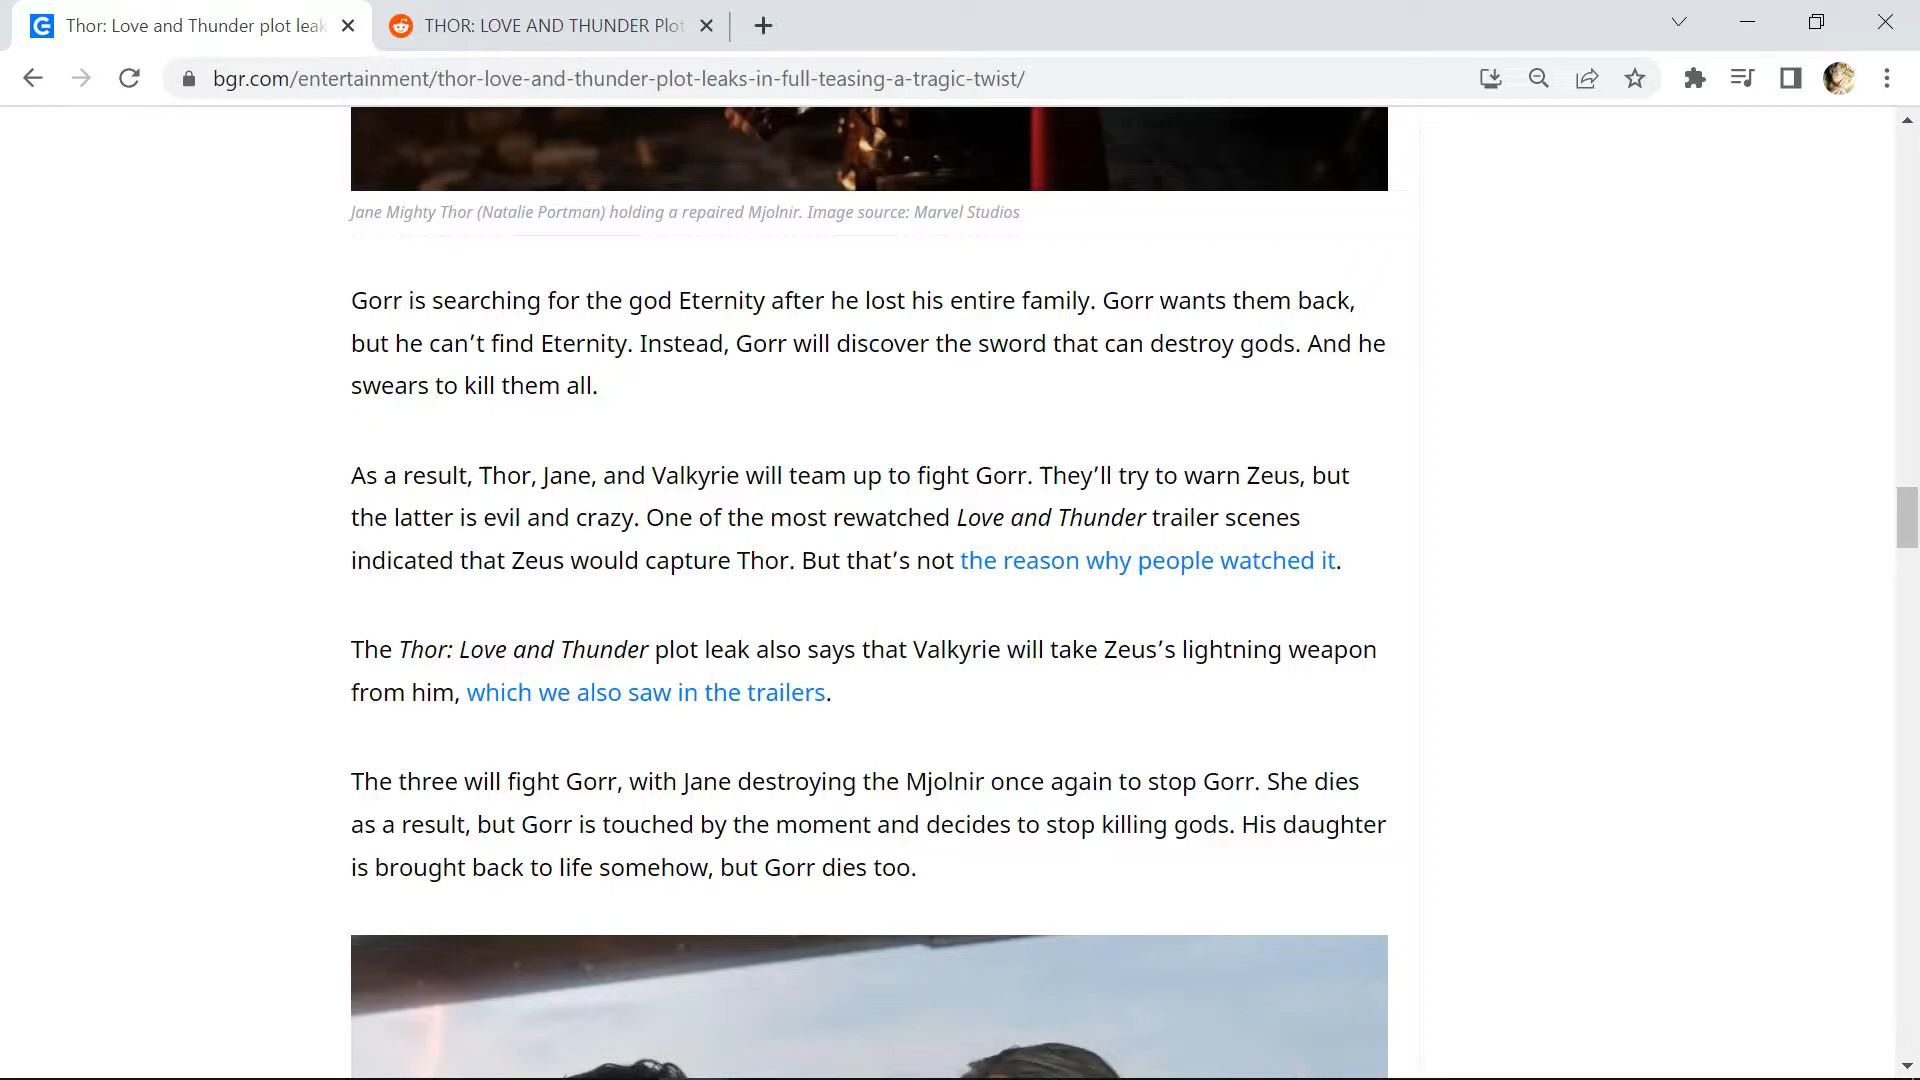 Thor: Love and Thunder plot leak
THOR: LOVE AND THUNDER Plot
bgr.com/entertainment/thor-love-and-thunder-plot-leaks-in-full-teasing-a-tragic-twist/
Jane Mighty Thor (Natalie Portman) holding a repaired Mjolnir. Image source: Marvel Studios
Gorr is searching for the god Eternity after he lost his entire family. Gorr wants them back,
but he can’t find Eternity. Instead, Gorr will discover the sword that can destroy gods. And he
swears to kill them all.
As a result, Thor, Jane, and Valkyrie will team up to fight Gorr. They’ll try to warn Zeus, but
the latter is evil and crazy. One of the most rewatched Love and Thunder trailer scenes
indicated that Zeus would capture Thor. But that’s not the reason why people watched it.
The Thor: Love and Thunder plot leak also says that Valkyrie will take Zeus’s lightning weapon
from him, which we also saw in the trailers.
The three will fight Gorr, with Jane destroying the Mjolnir once again to stop Gorr. She dies
as a result, but Gorr is touched by the moment and decides to stop killing gods. His daughter
is brought back to life somehow, but Gorr dies too.